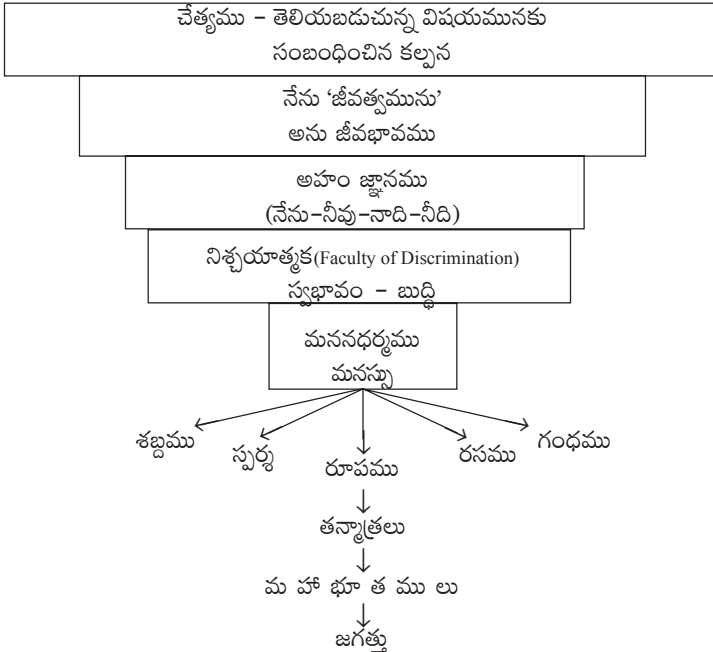 చేత్యము – తెలియబడుచున్న విషయమునకు
సంబంధించిన కల్పన
నేను ‘జీవత్వమును’
అను జీవభావము
అహం జ్ఞానము
(నేను–నీవు–నాది–నీది)
నిశ్చయాత్మక(Faculty of Discrimination)
స్వభావం – బుద్ధి
మననధర్మము
మనస్సు
శబ్దము స్పర్శ రూపము రసము గంధము
తన్మాత్రలు
మ హా భూ త ము లు
జగత్తు